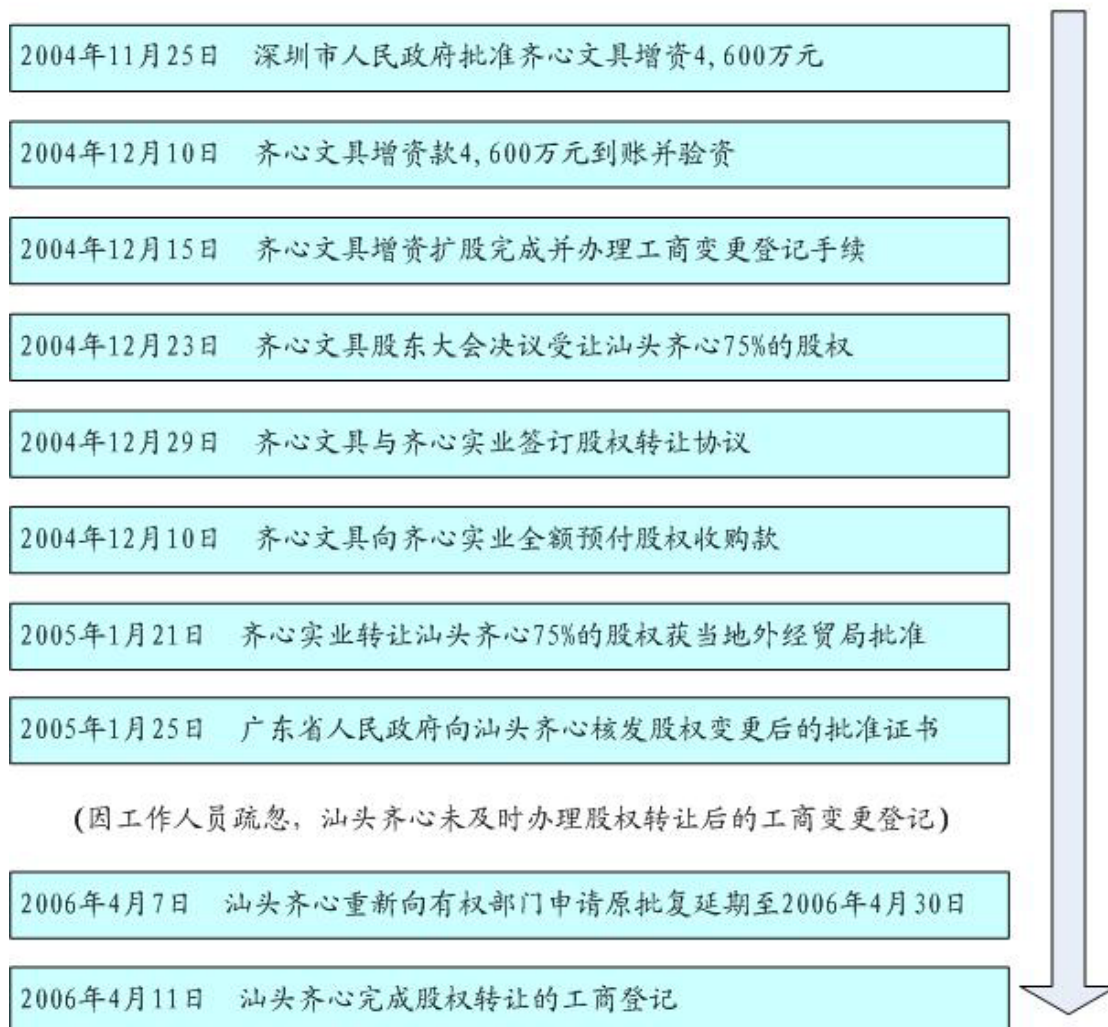 2004年11月25日 深圳市人民政府批准齐心文具增资4,600万元
2004年12月10日 齐心文具增资款4,600万元到账并验资
2004年12月15日 齐心文具增资扩股完成并办理工商变更登记手续
2004年12月23日 齐心文具股东大会决议受让汕头齐心75%的股权
2004年12月29日 齐心文具与齐心实业签订股权转让协议
2004年12月10日 齐心文具向齐心实业全额预付股权收购款
2005年1月21日 齐心实业转让汕头齐心75%的股权获当地外经贸局批准
2005年1月25日 广东省人民政府向汕头齐心核发股权变更后的批准证书
(因工作人员疏忽，汕头齐心未及时办理股权转让后的工商变更登记)
2006年4月7日 汕头齐心重新向有权部门申请原批复延期至2006年4月30日
2006年4月11日 汕头齐心完成股权转让的工商登记